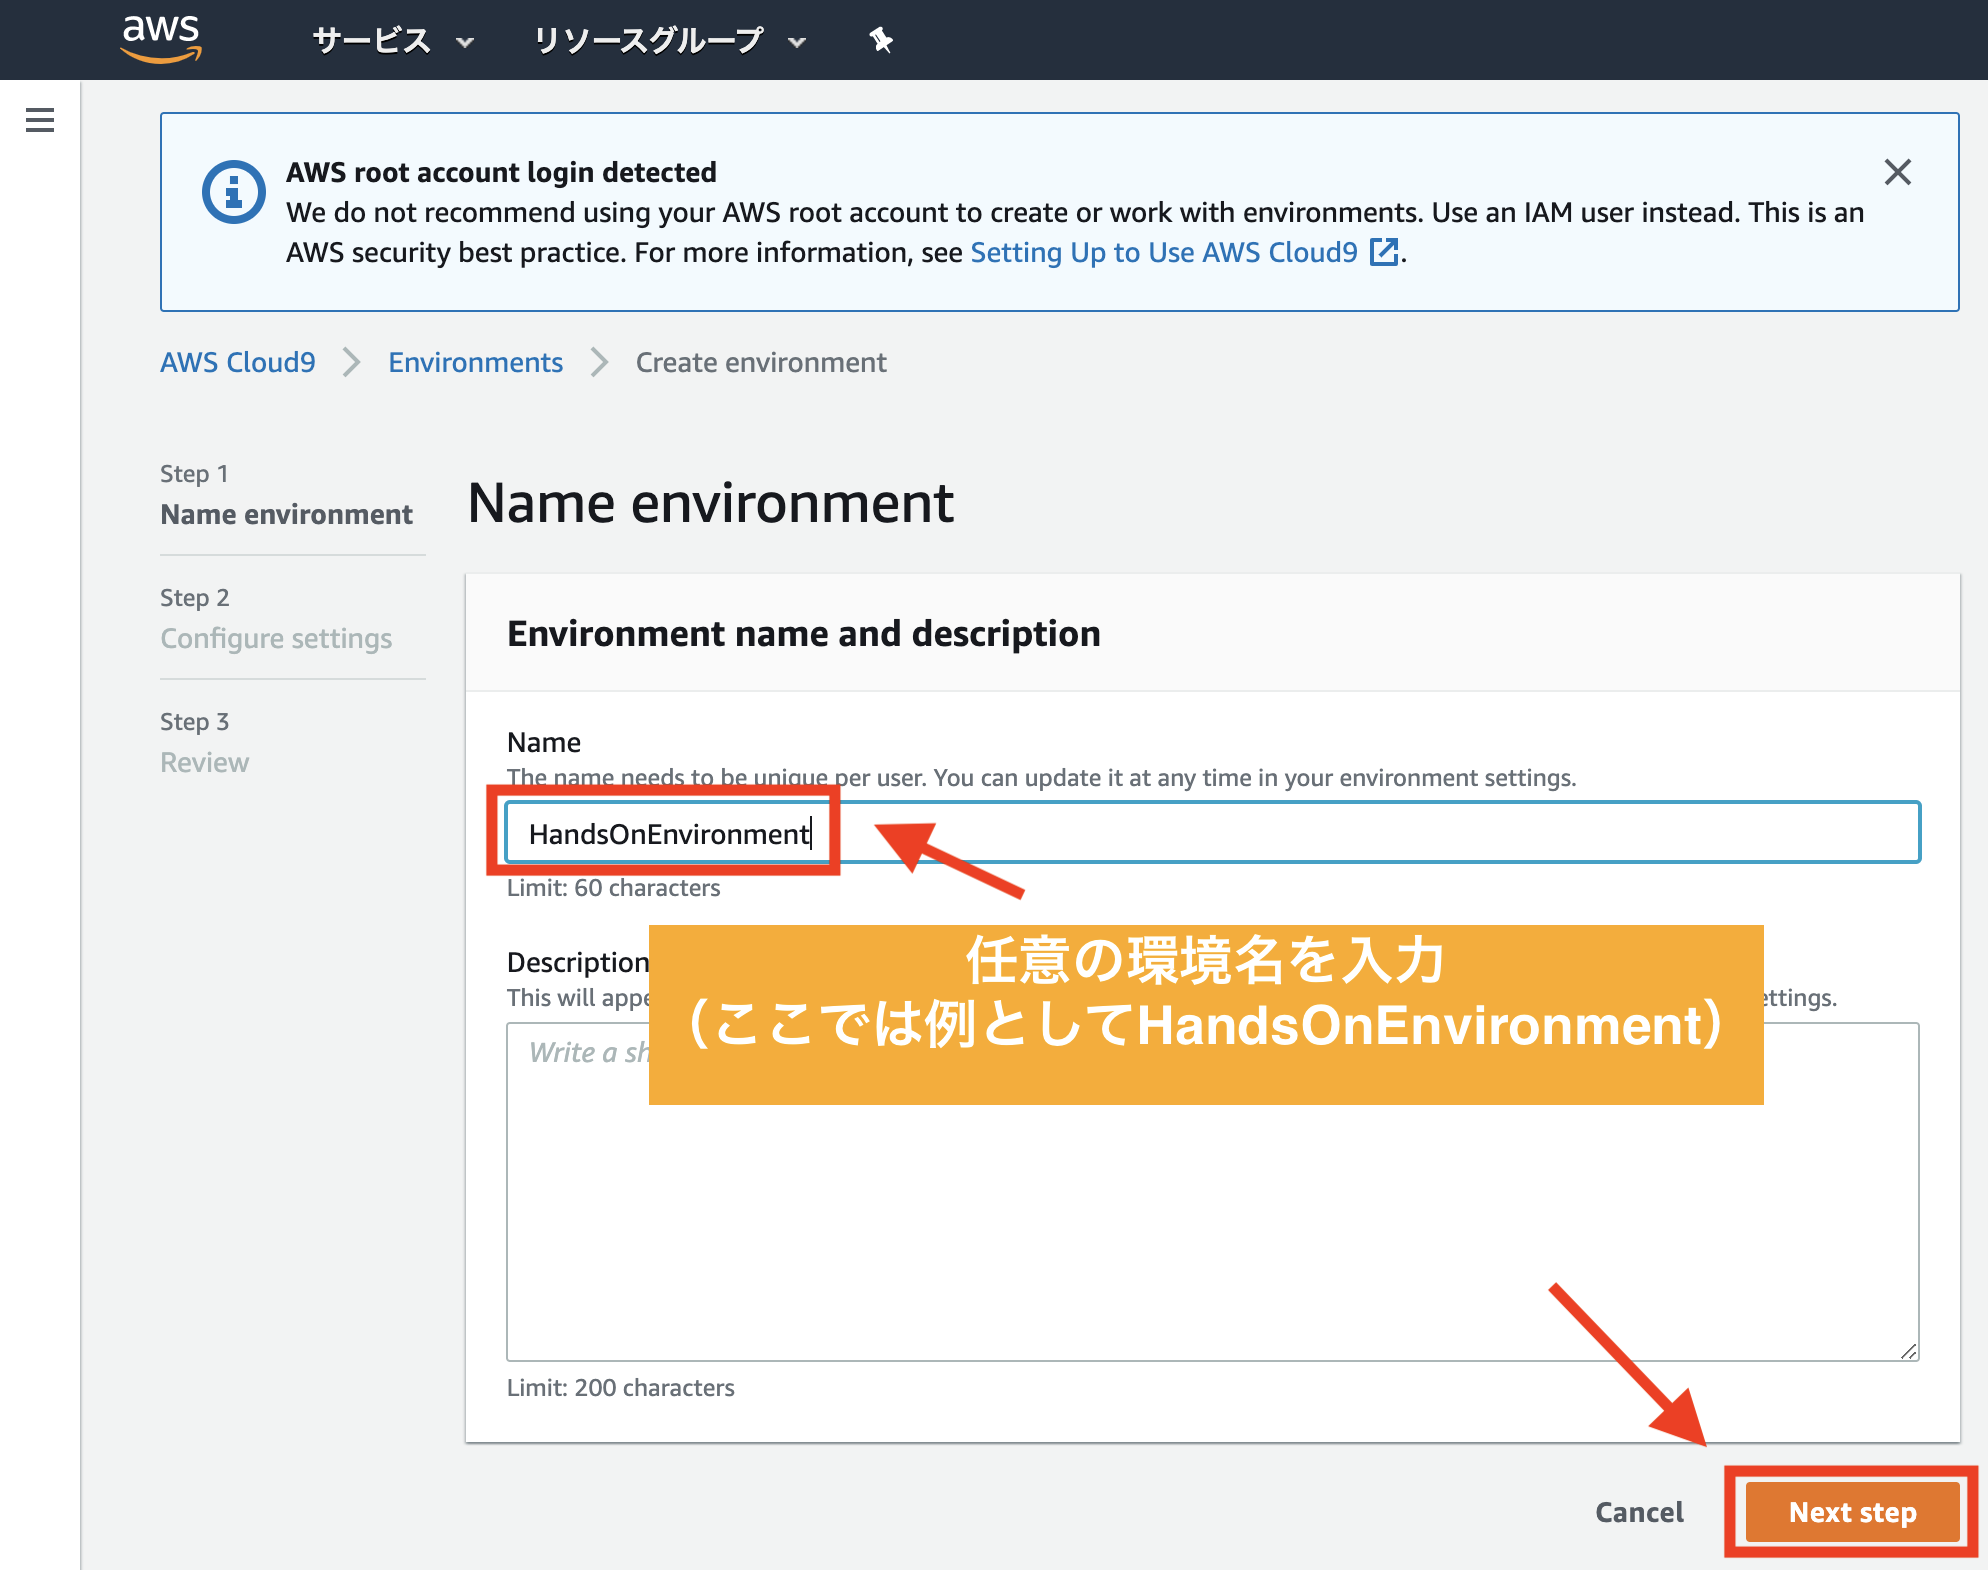 aws
サービス
リソースグループ
AWS root account login detected
We do not recommend using your AWS root account to create or work with environments. Use an IAM user instead. This is an
AWS security best practice. For more information, see Setting Up to Use AWS Cloud9.
AWS Cloud9
Environments
Create environment
Step 1
Name environment
Step 2
Configure settings
Step 3
Review
Name environment
Environment name and description
Name
The name needs to be unique per user. You can update it at any time in your environment settings.
HandsOnEnvironment
Limit: 60 characters
任意の環境名を入力
（ここでは例としてHandsOnEnvironment）
Description
This will
Write a
Limit: 200 characters
Cancel
Next step